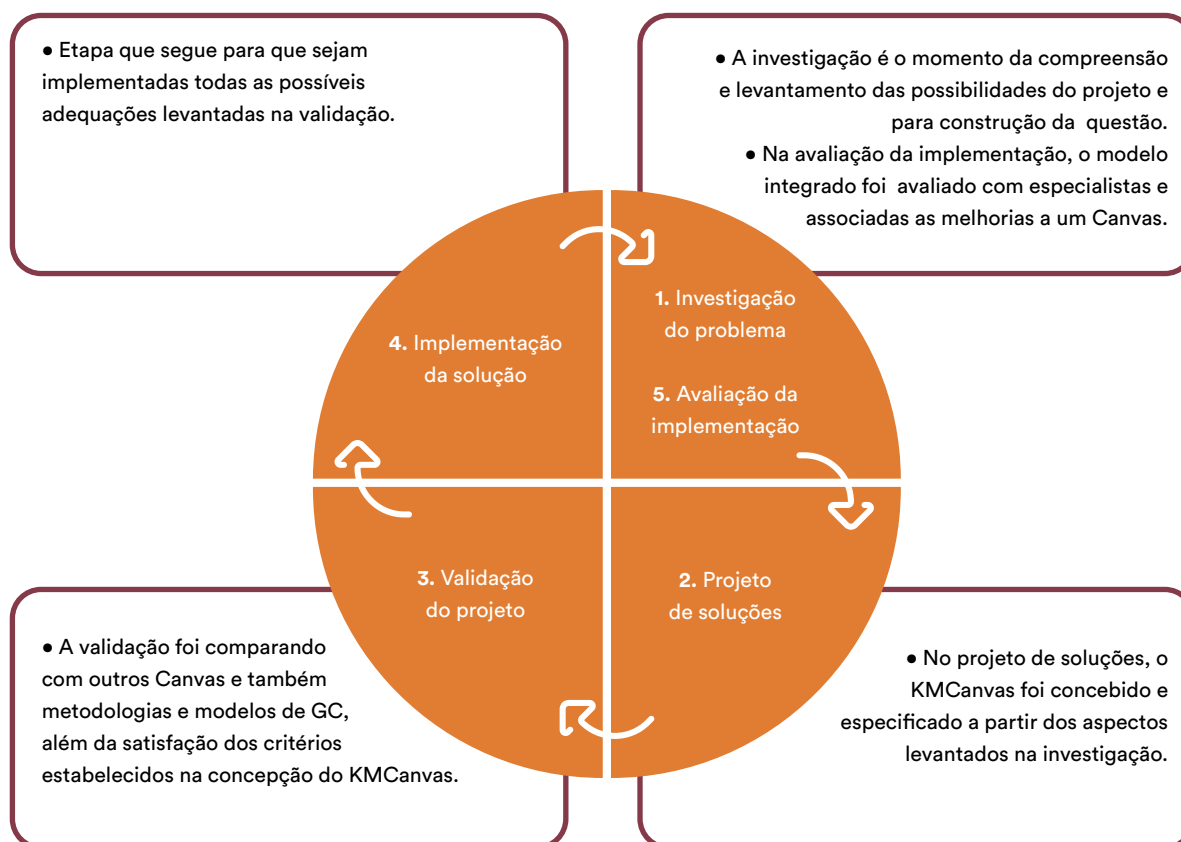 • Etapa que segue para que sejam
implementadas todas as possíveis
adequações levantadas na validação.
• A investigação é o momento da compreensão
e levantamento das possibilidades do projeto e
para construção da questão.
• Na avaliação da implementação, o modelo
integrado foi avaliado com especialistas e
associadas as melhorias a um Canvas.
4. Implementação
da solução
1. Investigação
do problema
5. Avaliação da
implementação
3. Validação
do projeto
2. Projeto
de soluções
• A validação foi comparando
com outros Canvas e também
metodologias e modelos de GC,
além da satisfação dos critérios
estabelecidos na concepção do KMCanvas.
• No projeto de soluções, o
KMCanvas foi concebido e
especificado a partir dos aspectos
levantados na investigação.